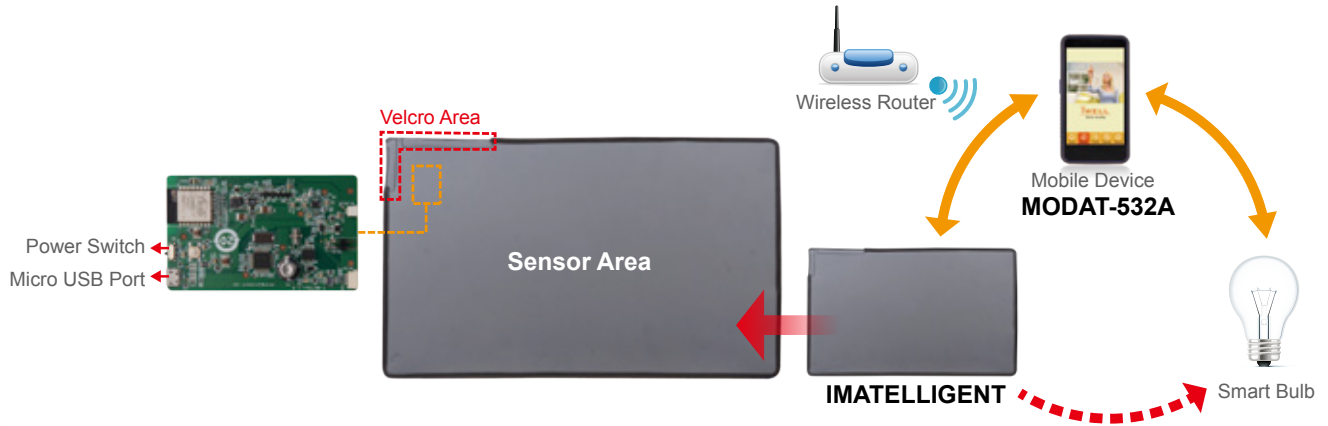 Wireless Router
Velcro Area
Mobile Device
MODAT-532A
Power Switch
Micro USB Port
Sensor Area
IMATELLIGENT
Smart Bulb